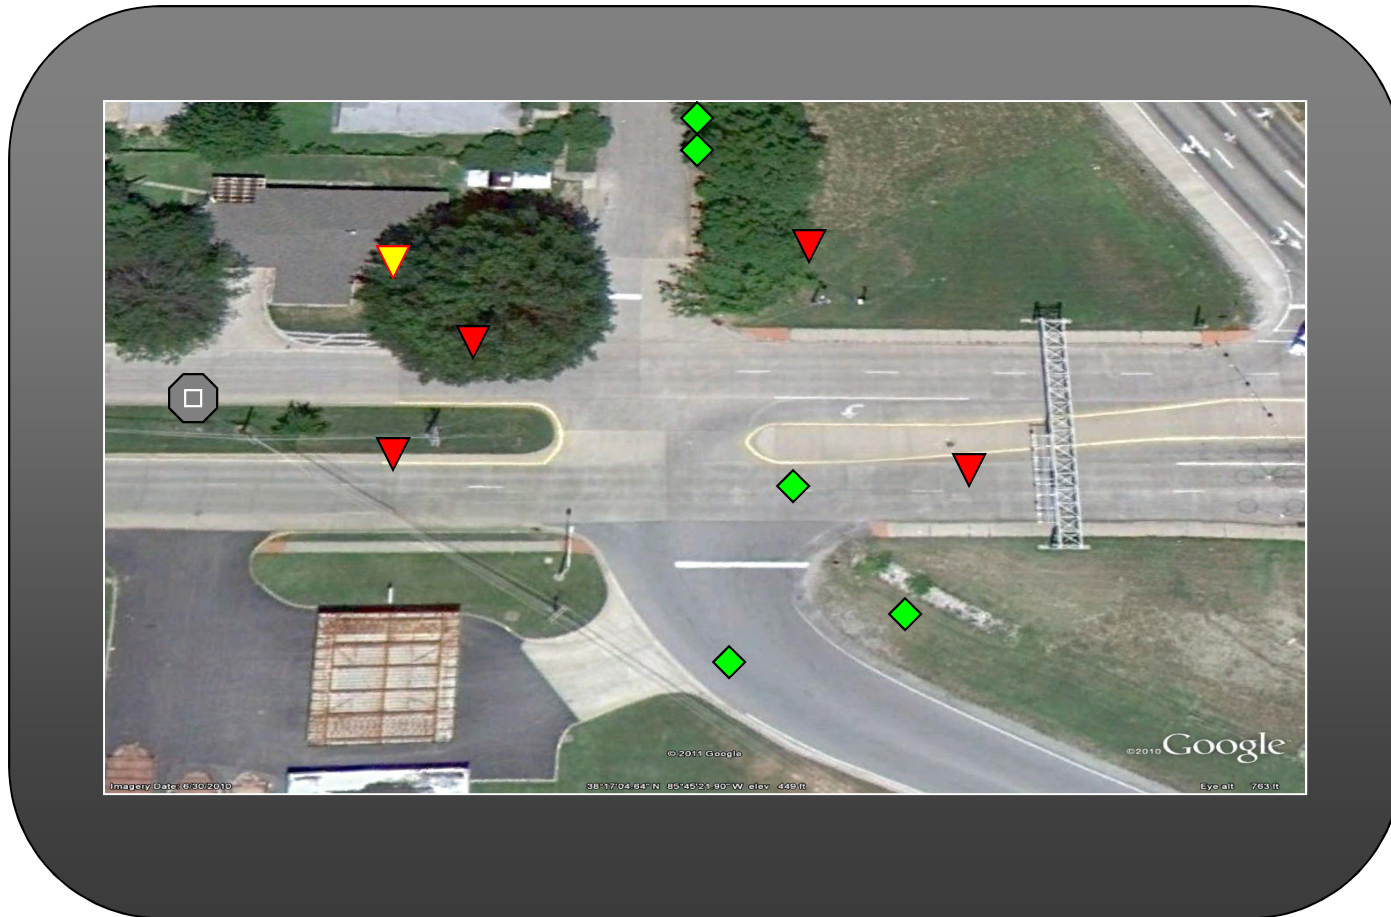 © 2011 Google
©2010 Google
Imagery Date: 6/30/2010
38°17'04.64" N 85°45'21.90" W elev 449 ft
Eye alt 763 ft